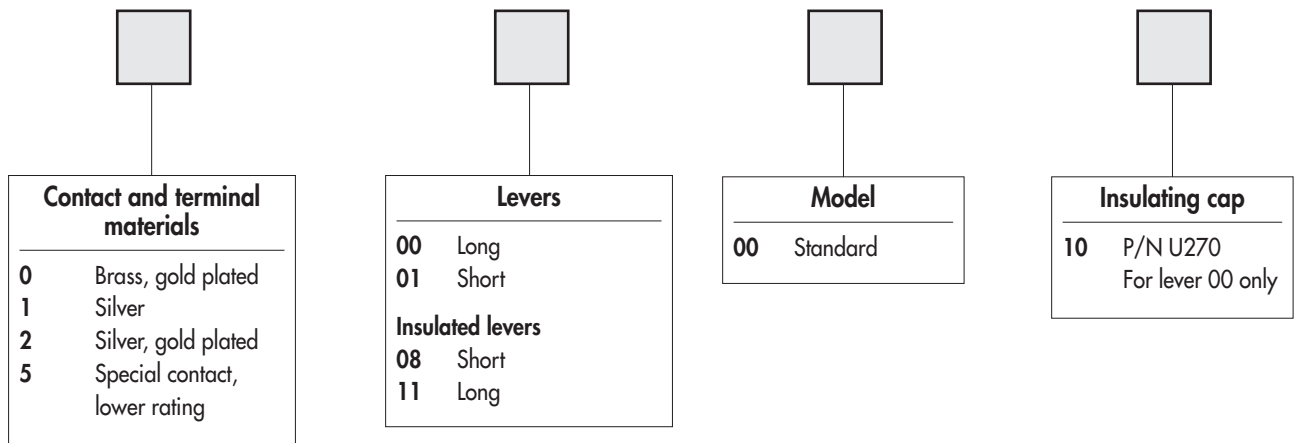 Contact and terminal
materials
0 Brass, gold plated
1 Silver
2 Silver, gold plated
5 Special contact,
lower rating
Levers
00 Long
01 Short
Insulated levers
08 Short
11 Long
Model
00 Standard
Insulating cap
10 P/N U270
For lever 00 only